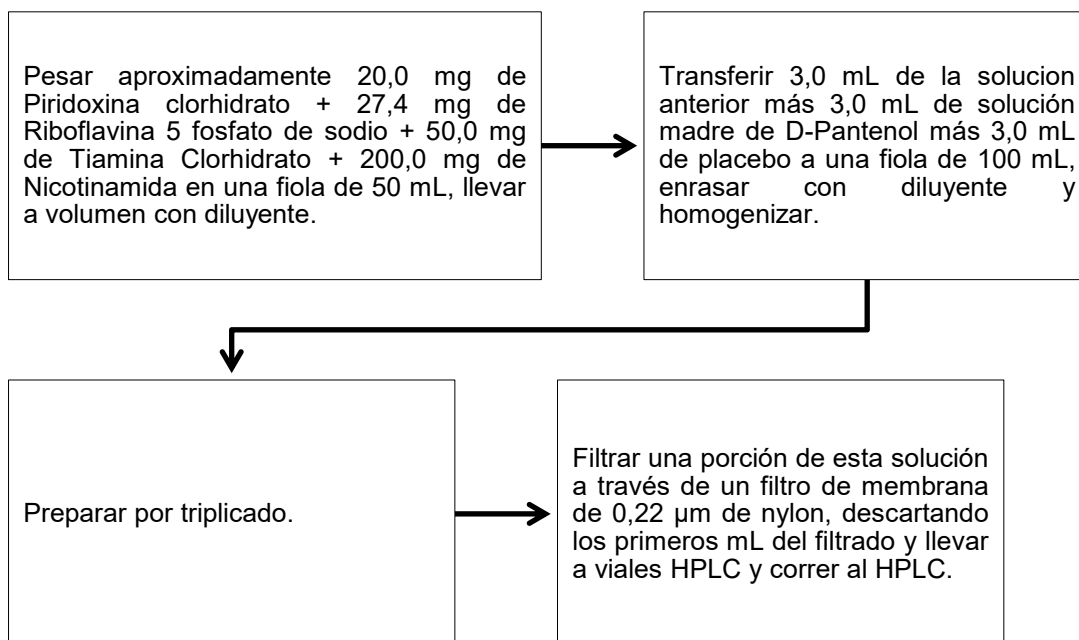 Pesar aproximadamente 20,0 mg de
Piridoxina clorhidrato + 27,4 mg de
Riboflavina 5 fosfato de sodio + 50,0 mg
de Tiamina Clorhidrato + 200,0 mg de
Nicotinamida en una fiola de 50 mL, llevar
a volumen con diluyente.
Transferir 3,0 mL de la solucion
anterior más 3,0 mL de solución
madre de D-Pantenol más 3,0 mL
de placebo a una fiola de 100 mL,
enrasar con diluyente y
homogenizar.
Preparar por triplicado.
Filtrar una porción de esta solución
a través de un filtro de membrana
de 0,22 µm de nylon, descartando
los primeros mL del filtrado y llevar
a viales HPLC y correr al HPLC.